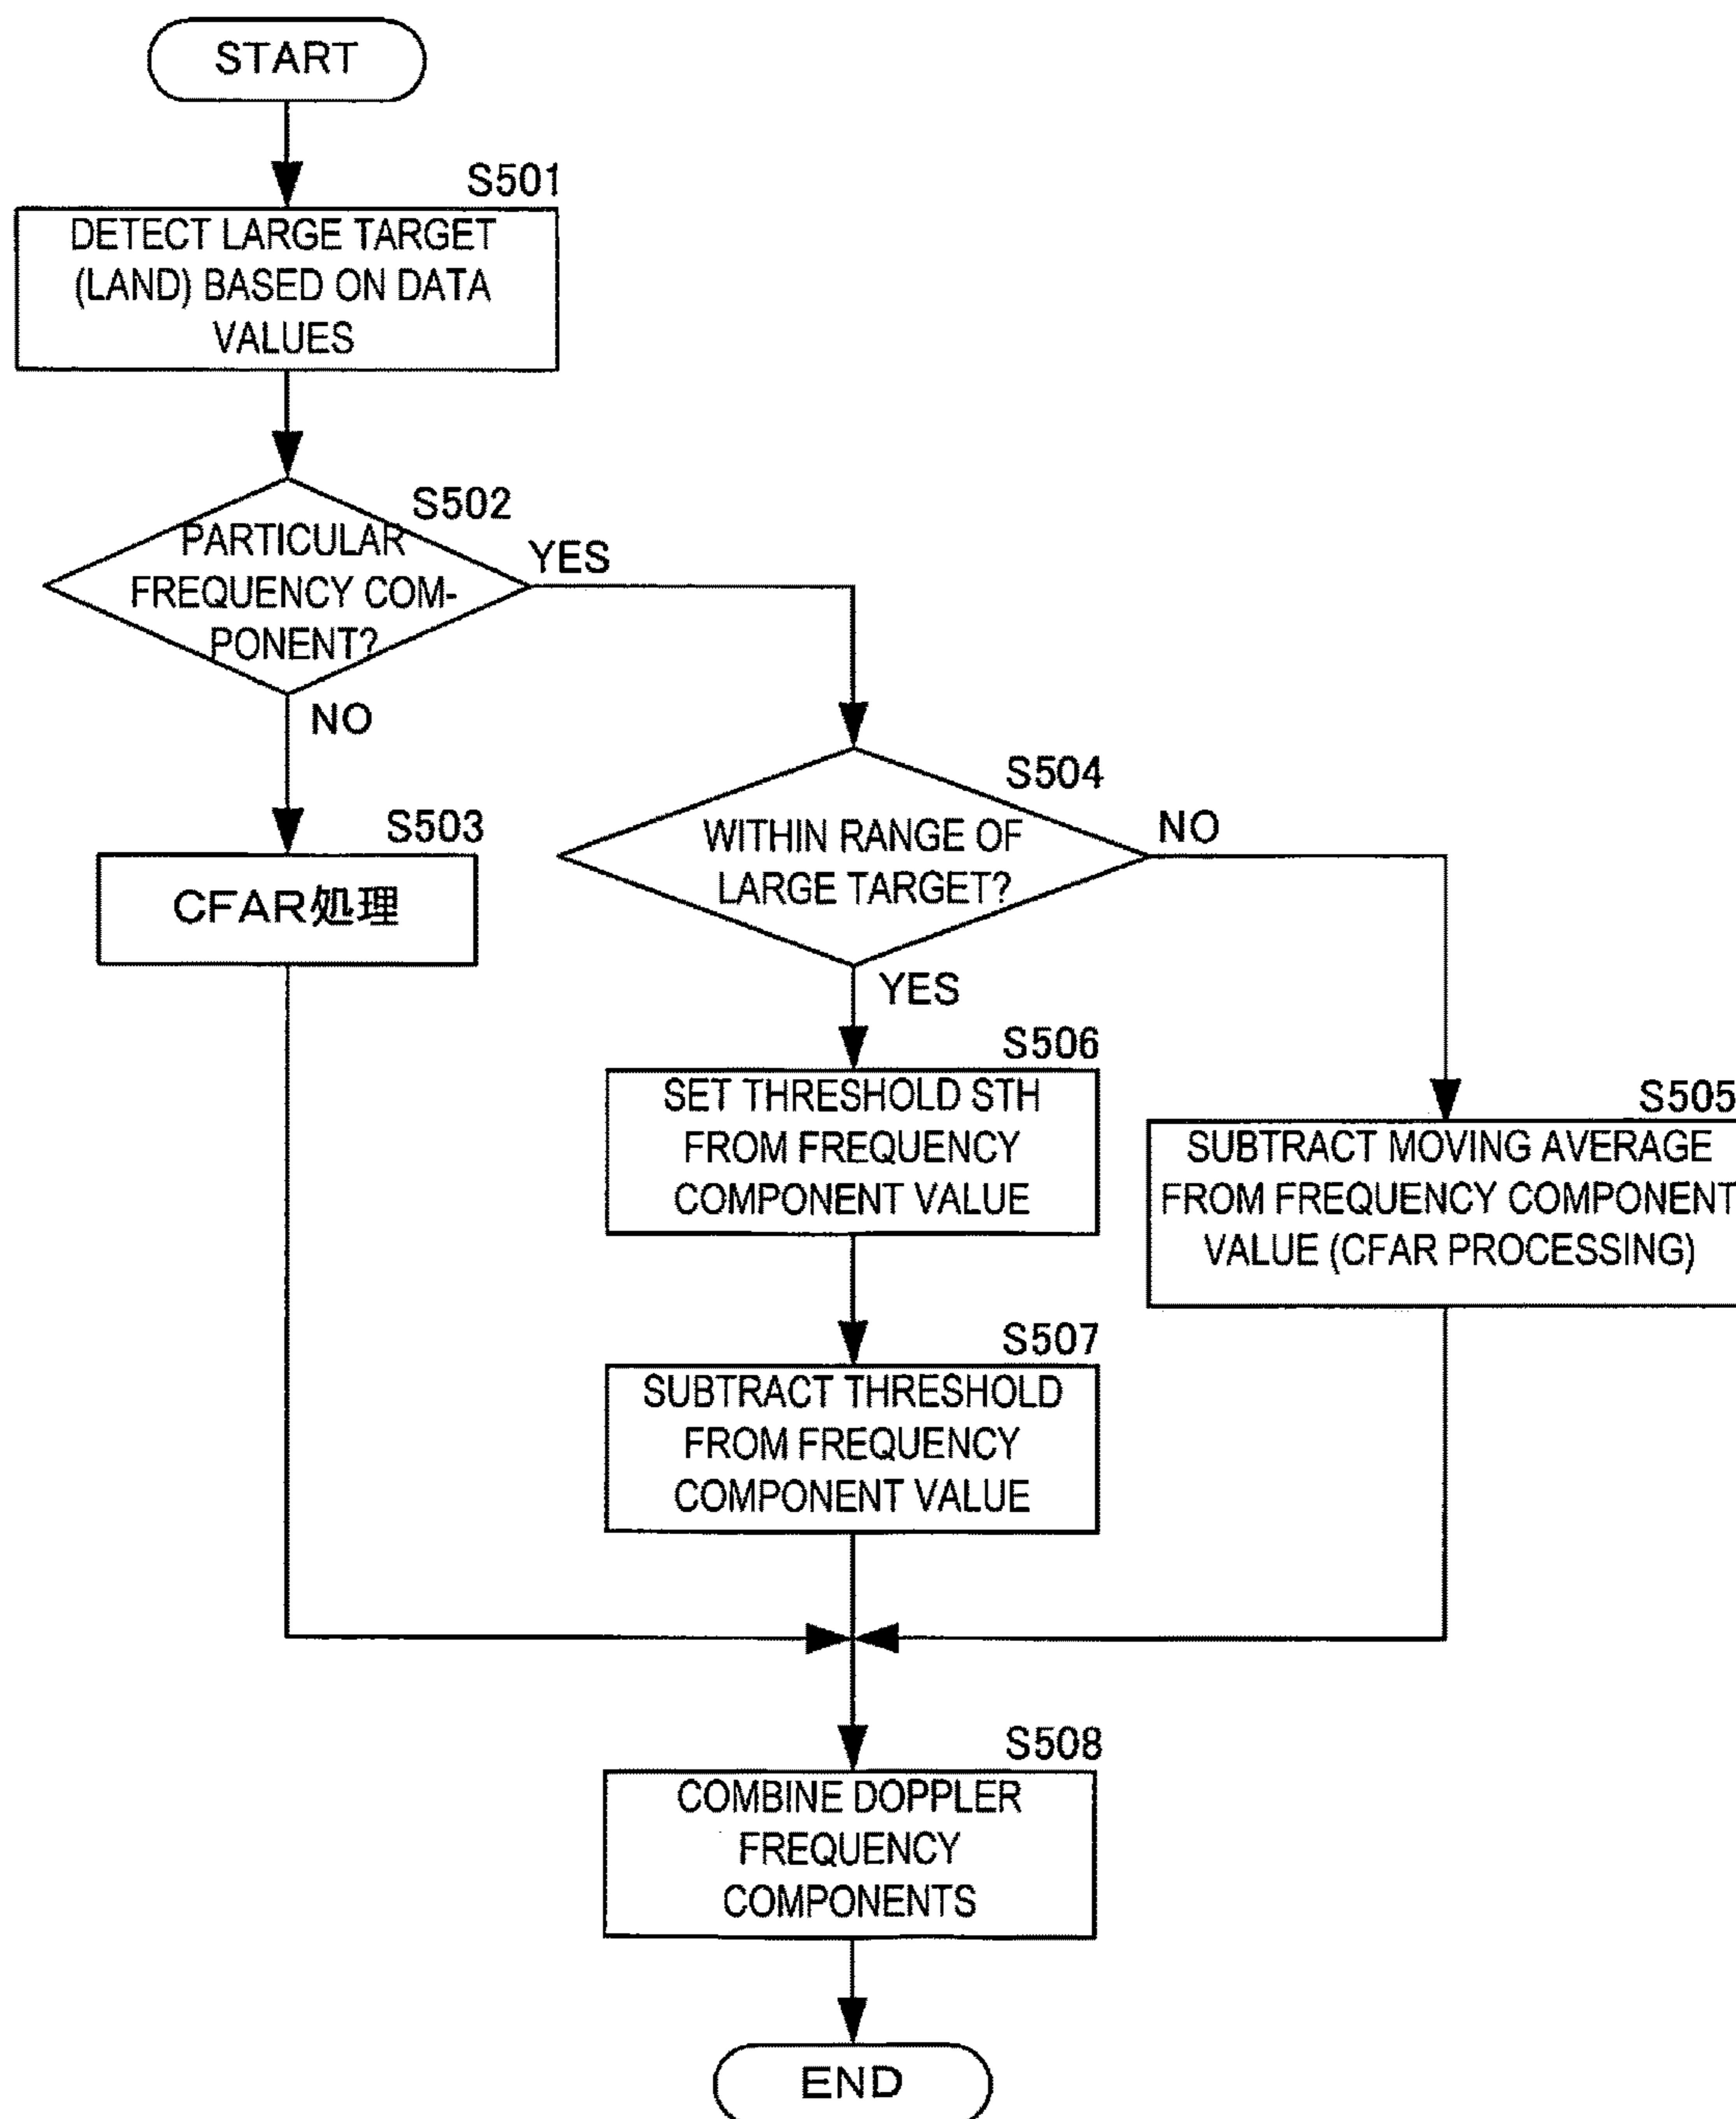 START
S501
DETECT LARGE TARGET
(LAND) BASED ON DATA
VALUES
S502
PARTICULAR
FREQUENCY COM-
PONENT?
YES
NO
S503
CFAR処理
S504
WITHIN RANGE OF
LARGE TARGET?
NO
YES
S506
SET THRESHOLD STH
FROM FREQUENCY
COMPONENT VALUE
S505
SUBTRACT MOVING AVERAGE
FROM FREQUENCY COMPONENT
VALUE (CFAR PROCESSING)
S507
SUBTRACT THRESHOLD
FROM FREQUENCY
COMPONENT VALUE
S508
COMBINE DOPPLER
FREQUENCY
COMPONENTS
END